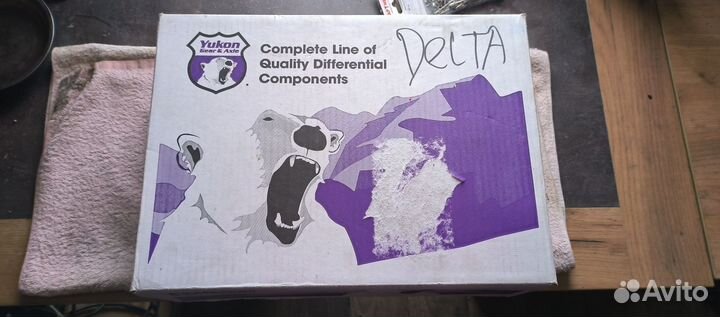 Yukon
Gear & Axle
®
Complete Line of
Quality Differential
Components
DELTA
Avito